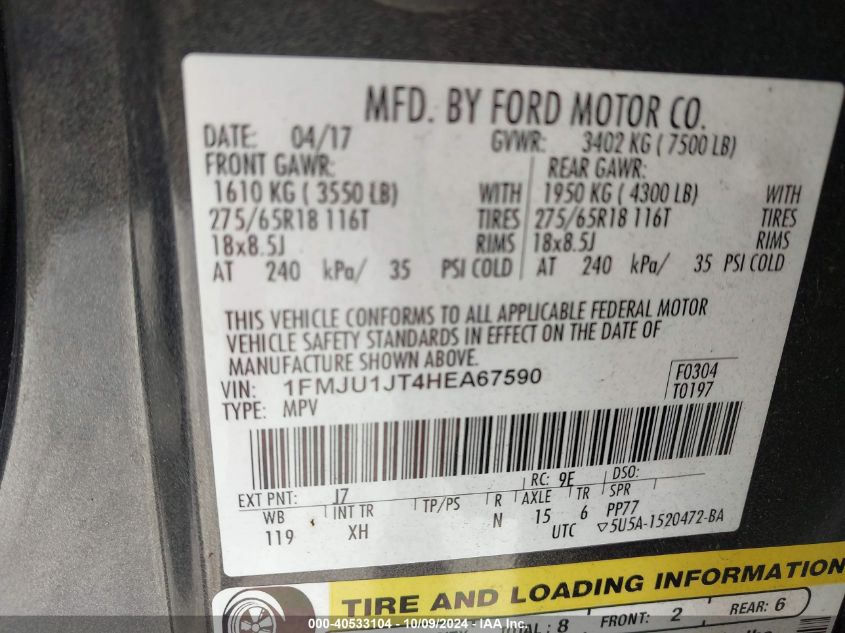 MFD. BY FORD MOTOR CO.
DATE: 04/17 GVWR: 3402 KG ( 7500 LB)
FRONT GAWR: REAR GAWR:
1610 KG ( 3550 LB) WITH 1950 KG ( 4300 LB) WITH
275/65R18 116T TIRES 275/65R18 116T TIRES
18x8.5J RIMS 18x8.5J RIMS
AT 240 kPa/ 35 PSI COLD AT 240 kPa/ 35 PSI COLD
THIS VEHICLE CONFORMS TO ALL APPLICABLE FEDERAL MOTOR
VEHICLE SAFETY STANDARDS IN EFFECT ON THE DATE OF
MANUFACTURE SHOWN ABOVE.
VIN: 1FMJU1JT4HEA67590 F0304
TYPE: MPV T0197
EXT PNT: J7 RC: 9E DSO:
WB INT TR TP/PS R AXLE TR SPR
119 XH N 15 6 PP77
UTC ▽5U5A-1520472-BA
TIRE AND LOADING INFORMATION
TOTAL: 8 FRONT: 2 REAR: 6
000-40533104 - 10/09/2024 - IAA Inc.